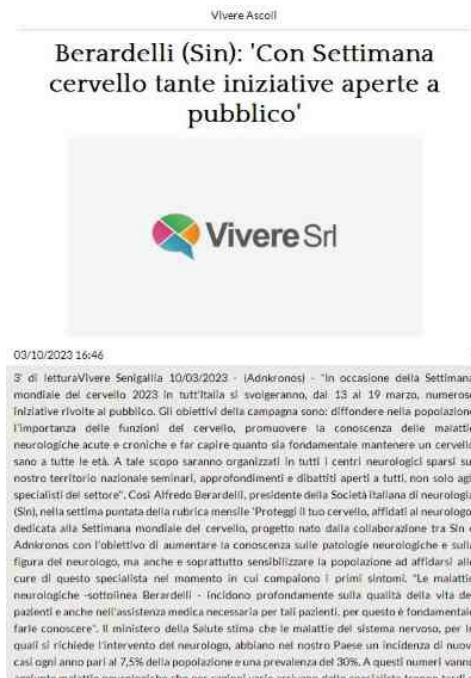 Vivere Ascoli
Berardelli (Sin): 'Con Settimana
cervello tante iniziative aperte a
pubblico'
Vivere Srl
03/10/2023 16:46
3' di letturaVivere Senigallia 10/03/2023 - (Adnkronos) - "In occasione della Settimana
mondiale del cervello 2023 in tutt'Italia si svolgeranno, dal 13 al 19 marzo, numerose
iniziative rivolte al pubblico. Gli obiettivi della campagna sono: diffondere nella popolazione
l'importanza delle funzioni del cervello, promuovere la conoscenza delle malattie
neurologiche acute e croniche e far capire quanto sia fondamentale mantenere un cervello
sano a tutte le età. A tale scopo saranno organizzati in tutti i centri neurologici sparsi sul
nostro territorio nazionale seminari, approfondimenti e dibattiti aperti a tutti, non solo agli
specialisti del settore". Così Alfredo Berardelli, presidente della Società italiana di neurologia
(Sin), nella settima puntata della rubrica mensile 'Proteggi il tuo cervello, affidati al neurologo'
dedicata alla Settimana mondiale del cervello, progetto nato dalla collaborazione tra Sin e
Adnkronos con l'obiettivo di aumentare la conoscenza sulle patologie neurologiche e sulla
figura del neurologo, ma anche e soprattutto sensibilizzare la popolazione ad affidarsi alle
cure di questo specialista nel momento in cui compaiono i primi sintomi. "Le malattie
neurologiche -sottolinea Berardelli - incidono profondamente sulla qualità della vita dei
pazienti e anche nell'assistenza medica necessaria per tali pazienti, per questo è fondamentale
farle conoscere". Il ministero della Salute stima che le malattie del sistema nervoso, per le
quali si richiede l'intervento del neurologo, abbiano nel nostro Paese un incidenza di nuovi
casi ogni anno pari al 7,5% della popolazione e una prevalenza del 30%. A questi numeri vanno